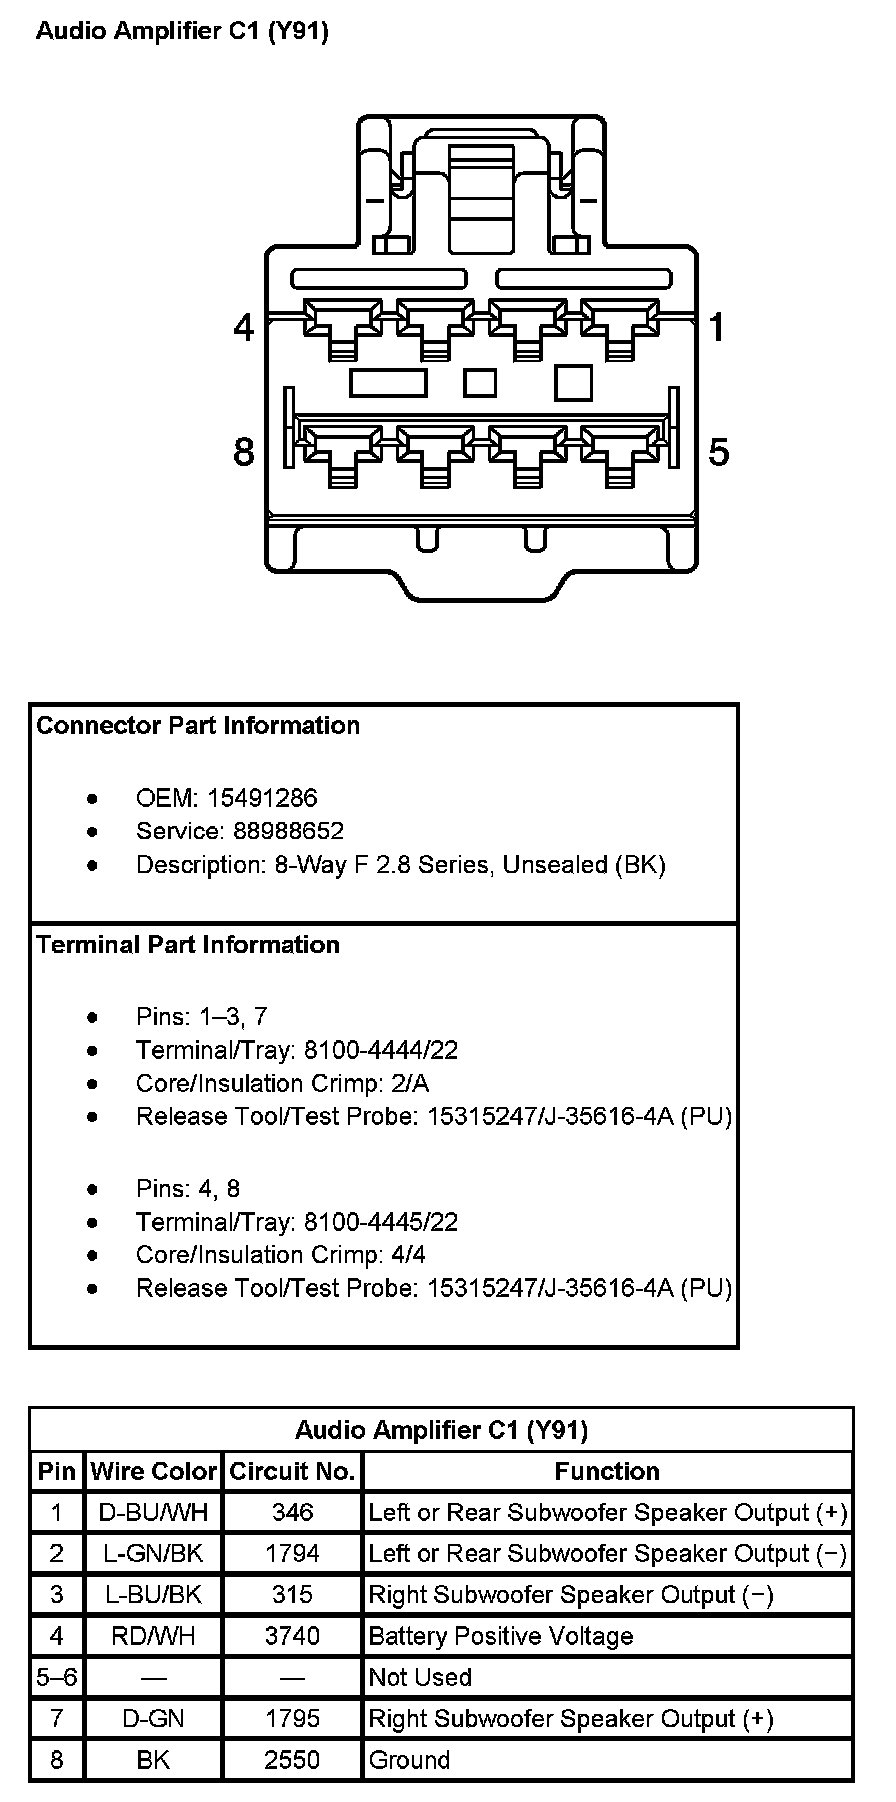 Audio Amplifier C1 (Y91)
4
1
8
5
Connector Part Information
● OEM: 15491286
● Service: 88988652
● Description: 8-Way F 2.8 Series, Unsealed (BK)
Terminal Part Information
● Pins: 1–3, 7
● Terminal/Tray: 8100-4444/22
● Core/Insulation Crimp: 2/A
● Release Tool/Test Probe: 15315247/J-35616-4A (PU)
● Pins: 4, 8
● Terminal/Tray: 8100-4445/22
● Core/Insulation Crimp: 4/4
● Release Tool/Test Probe: 15315247/J-35616-4A (PU)
Audio Amplifier C1 (Y91)
Pin Wire Color Circuit No. Function
1 D-BU/WH 346 Left or Rear Subwoofer Speaker Output (+)
2 L-GN/BK 1794 Left or Rear Subwoofer Speaker Output (−)
3 L-BU/BK 315 Right Subwoofer Speaker Output (−)
4 RD/WH 3740 Battery Positive Voltage
5–6 — — Not Used
7 D-GN 1795 Right Subwoofer Speaker Output (+)
8 BK 2550 Ground